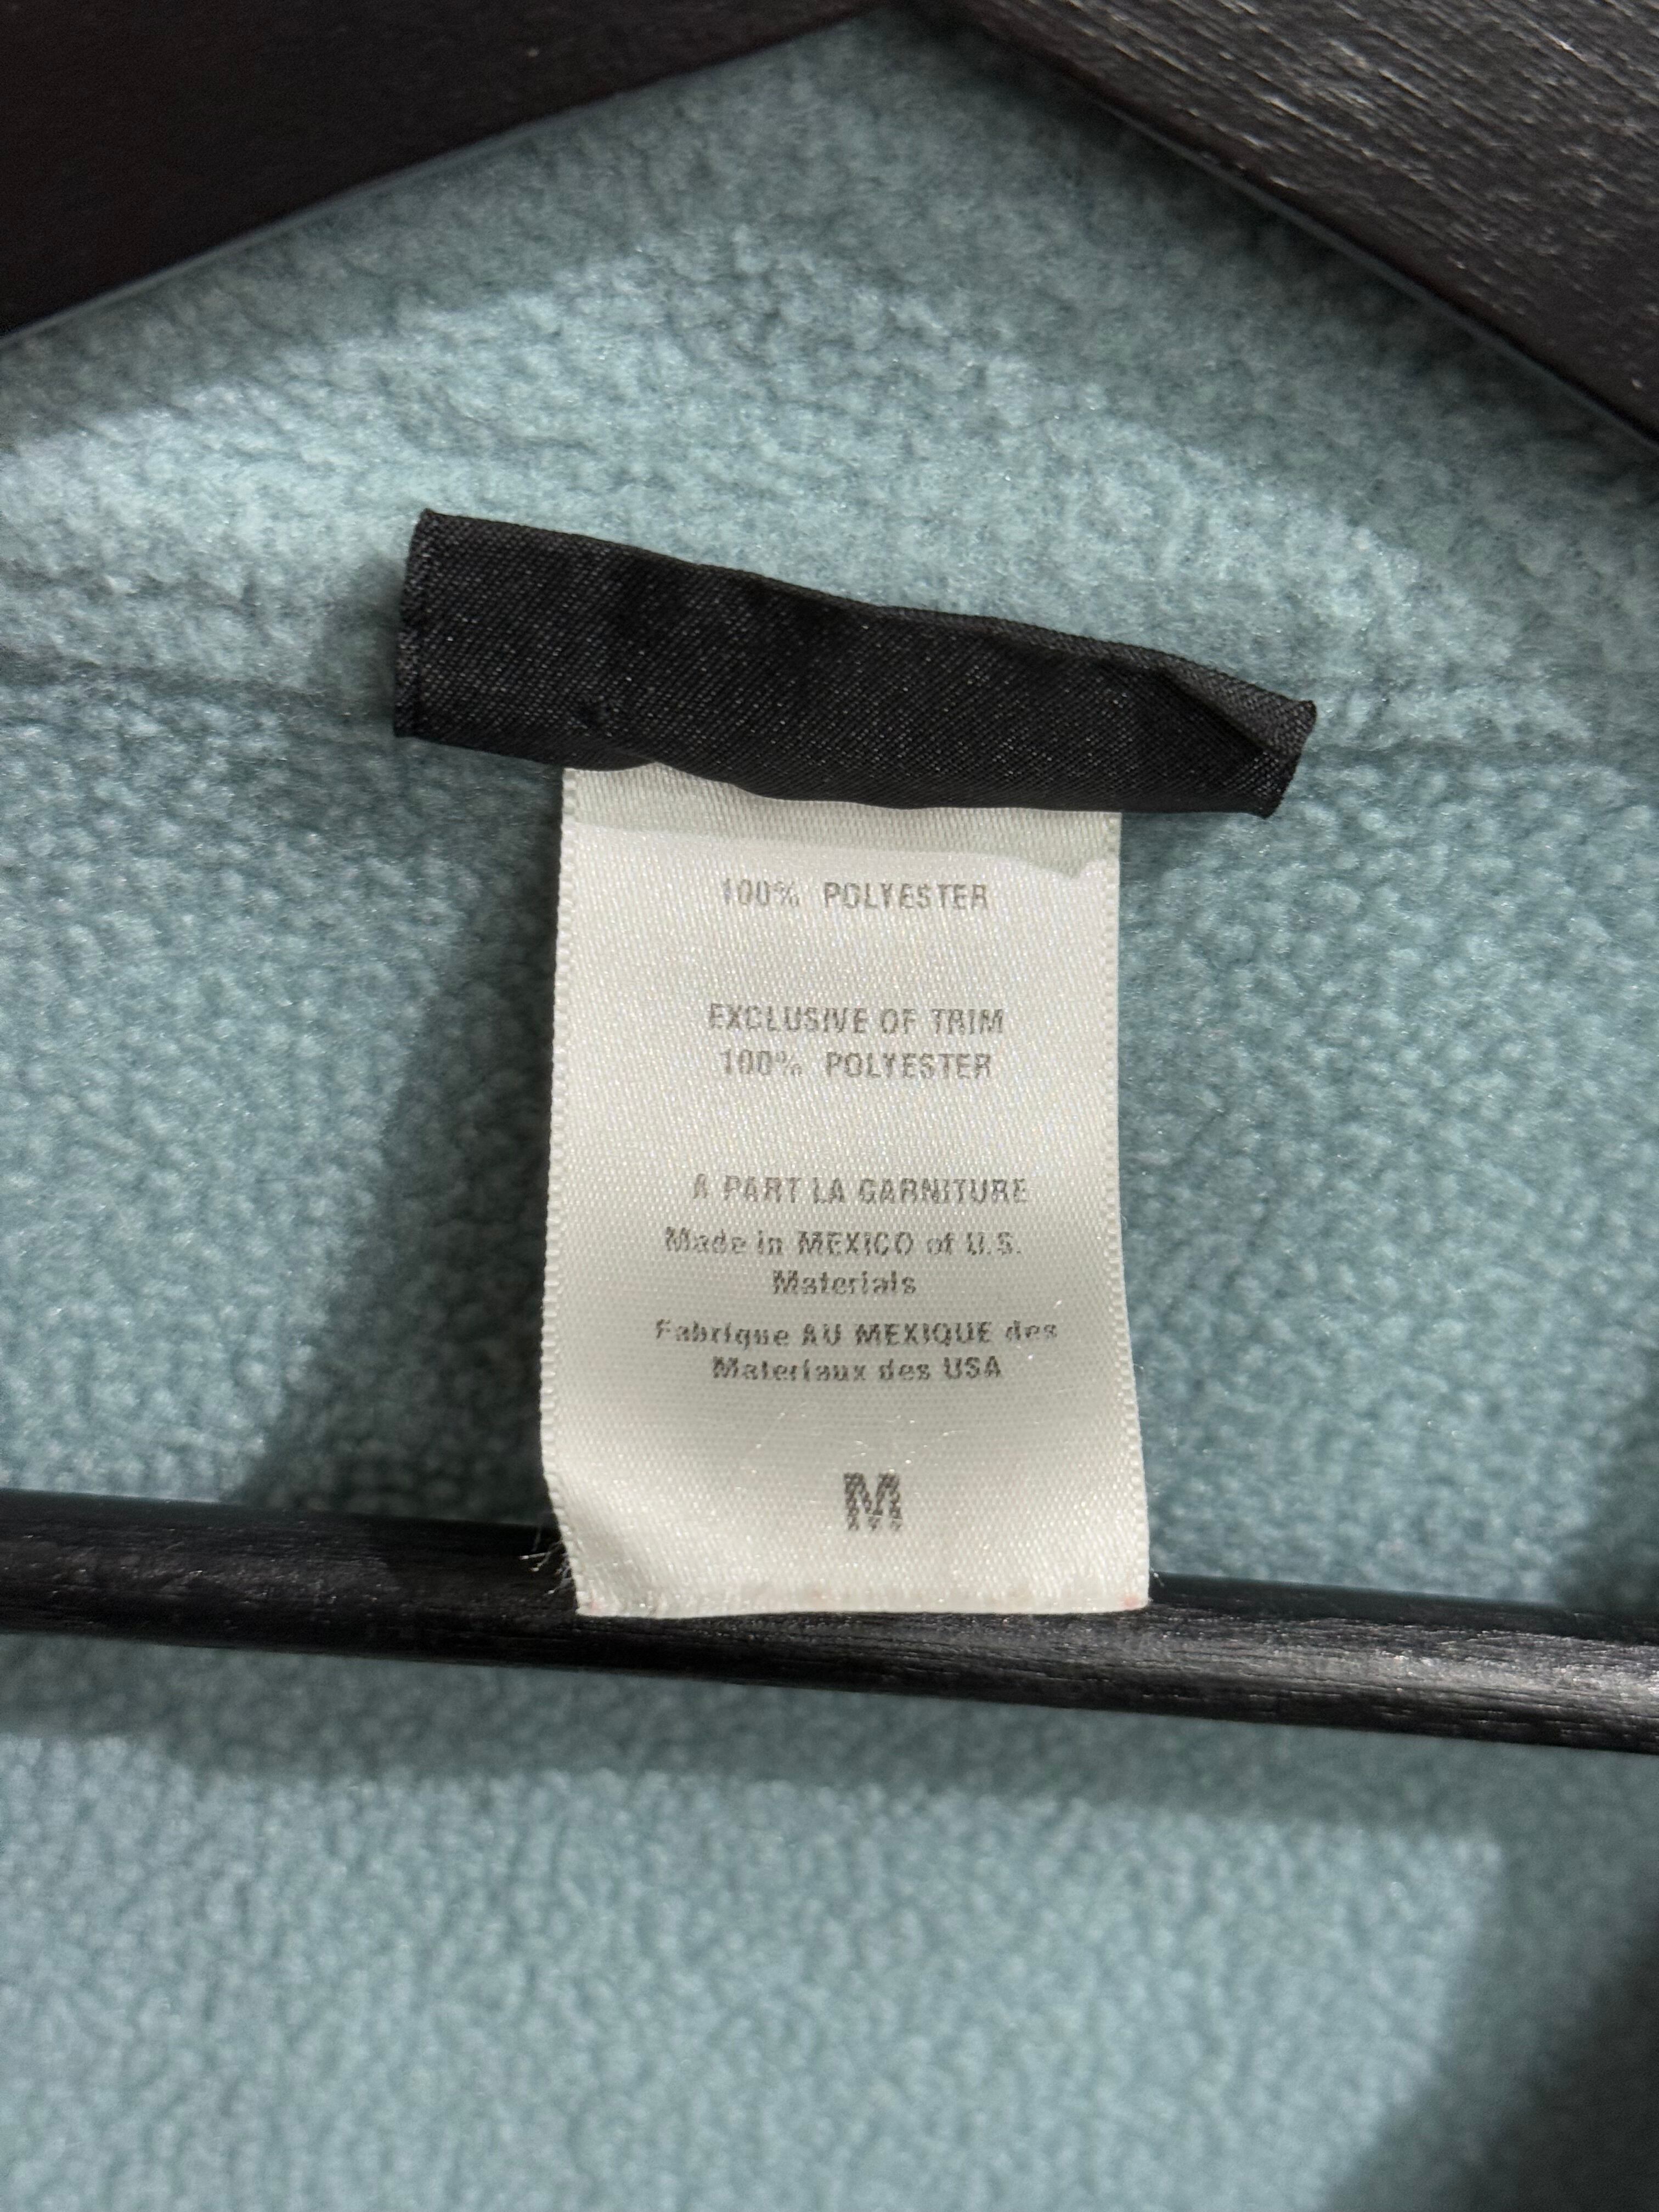 100% POLYESTER
EXCLUSIVE OF TRIM
100% POLYESTER
A PART LA GARNITURE
Made in MEXICO of U.S.
Materials
Fabrique AU MEXIQUE des
Materiaux des USA
M